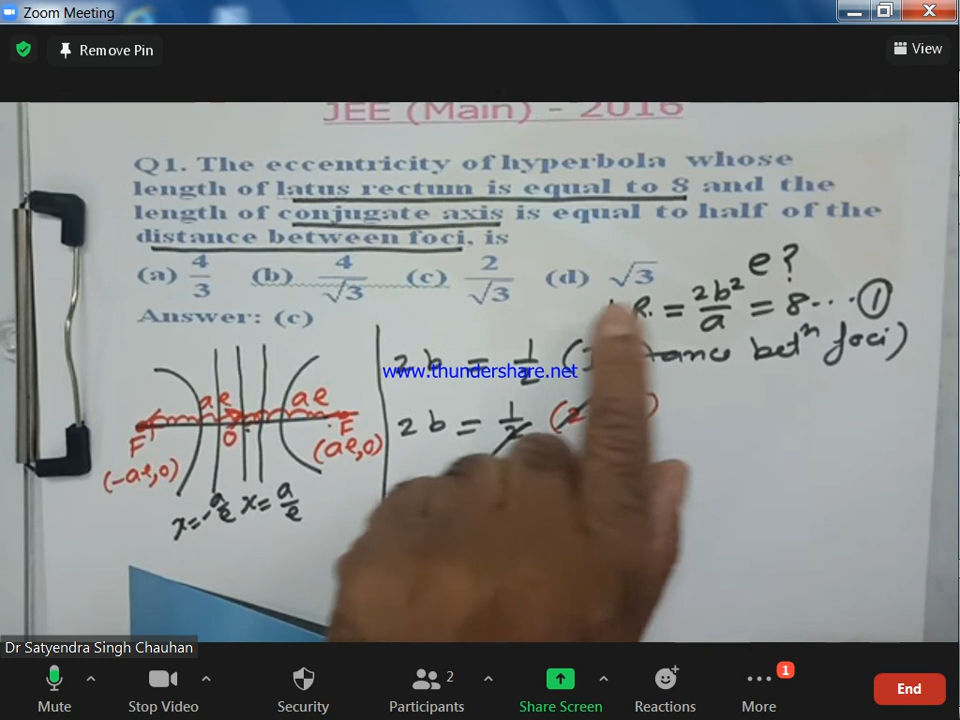 Zoom Meeting
Remove Pin
View
JEE (Main) - 2016
Q1. The eccentricity of hyperbola whose
length of latus rectum is equal to 8 and the
length of conjugate axis is equal to half of the
distance between foci, is
(a) 4/3 (b) 4/√3 (c) 2/√3 (d) √3
e?
R. = 2b²/a = 8 ... ①
Answer: (c)
2b = 1/2 ( tance betⁿ foci)
www.thundershare.net
2b = 1/2 (2 )
ae ae
F O F
(-ae,0) (ae,0)
x=-a/e x=a/e
Dr Satyendra Singh Chauhan
Mute Stop Video Security Participants 2 Share Screen Reactions More 1 End